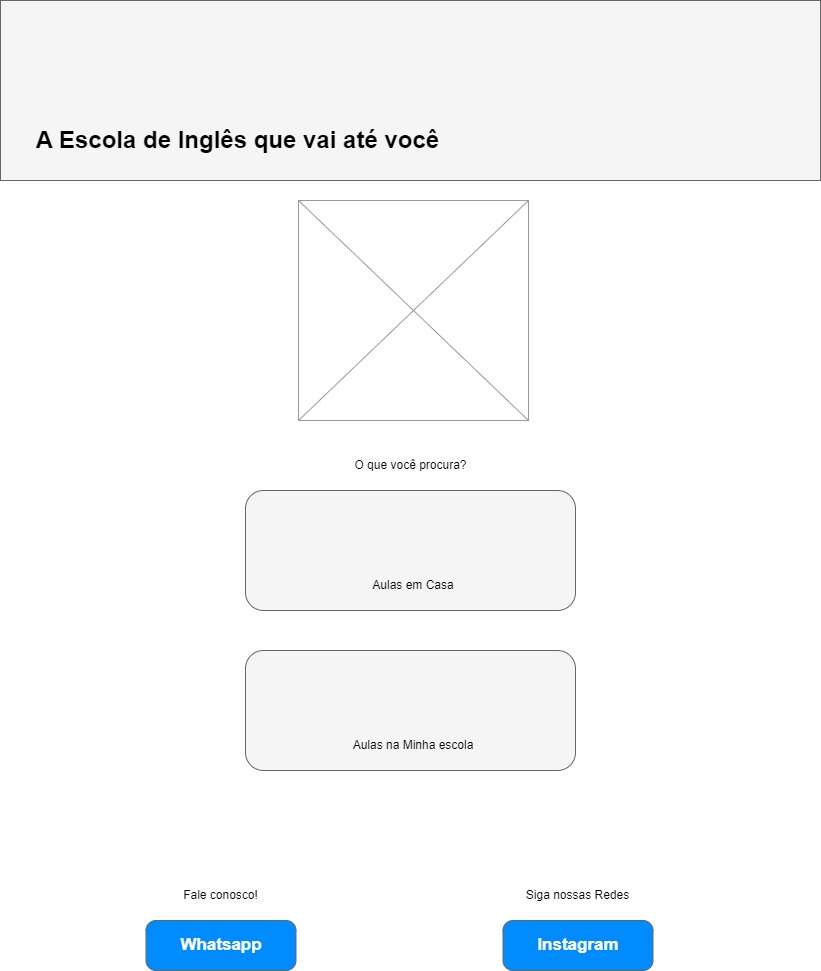 A Escola de Inglês que vai até você
O que você procura?
Aulas em Casa
Aulas na Minha escola
Fale conosco!
Siga nossas Redes
Whatsapp
Instagram